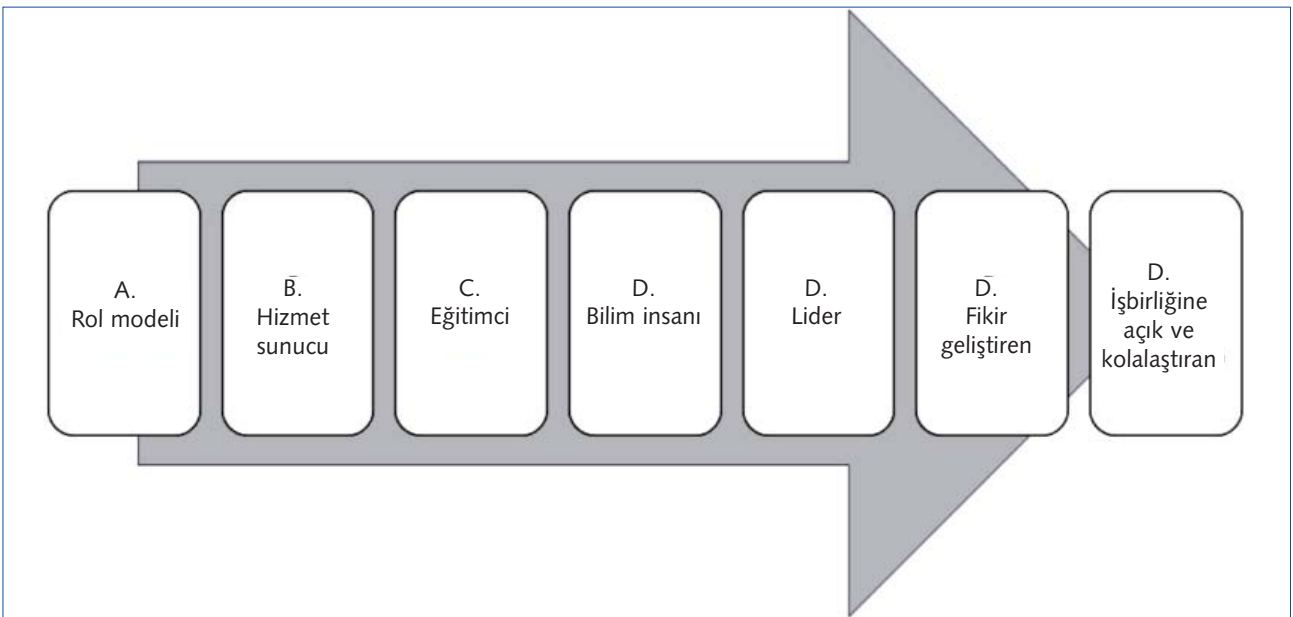 A.
Rol modeli
B.
Hizmet
sunucu
C.
Eğitimci
D.
Bilim insanı
D.
Lider
D.
Fikir
geliştiren
D.
İşbirliğine
açık ve
kolalaştıran